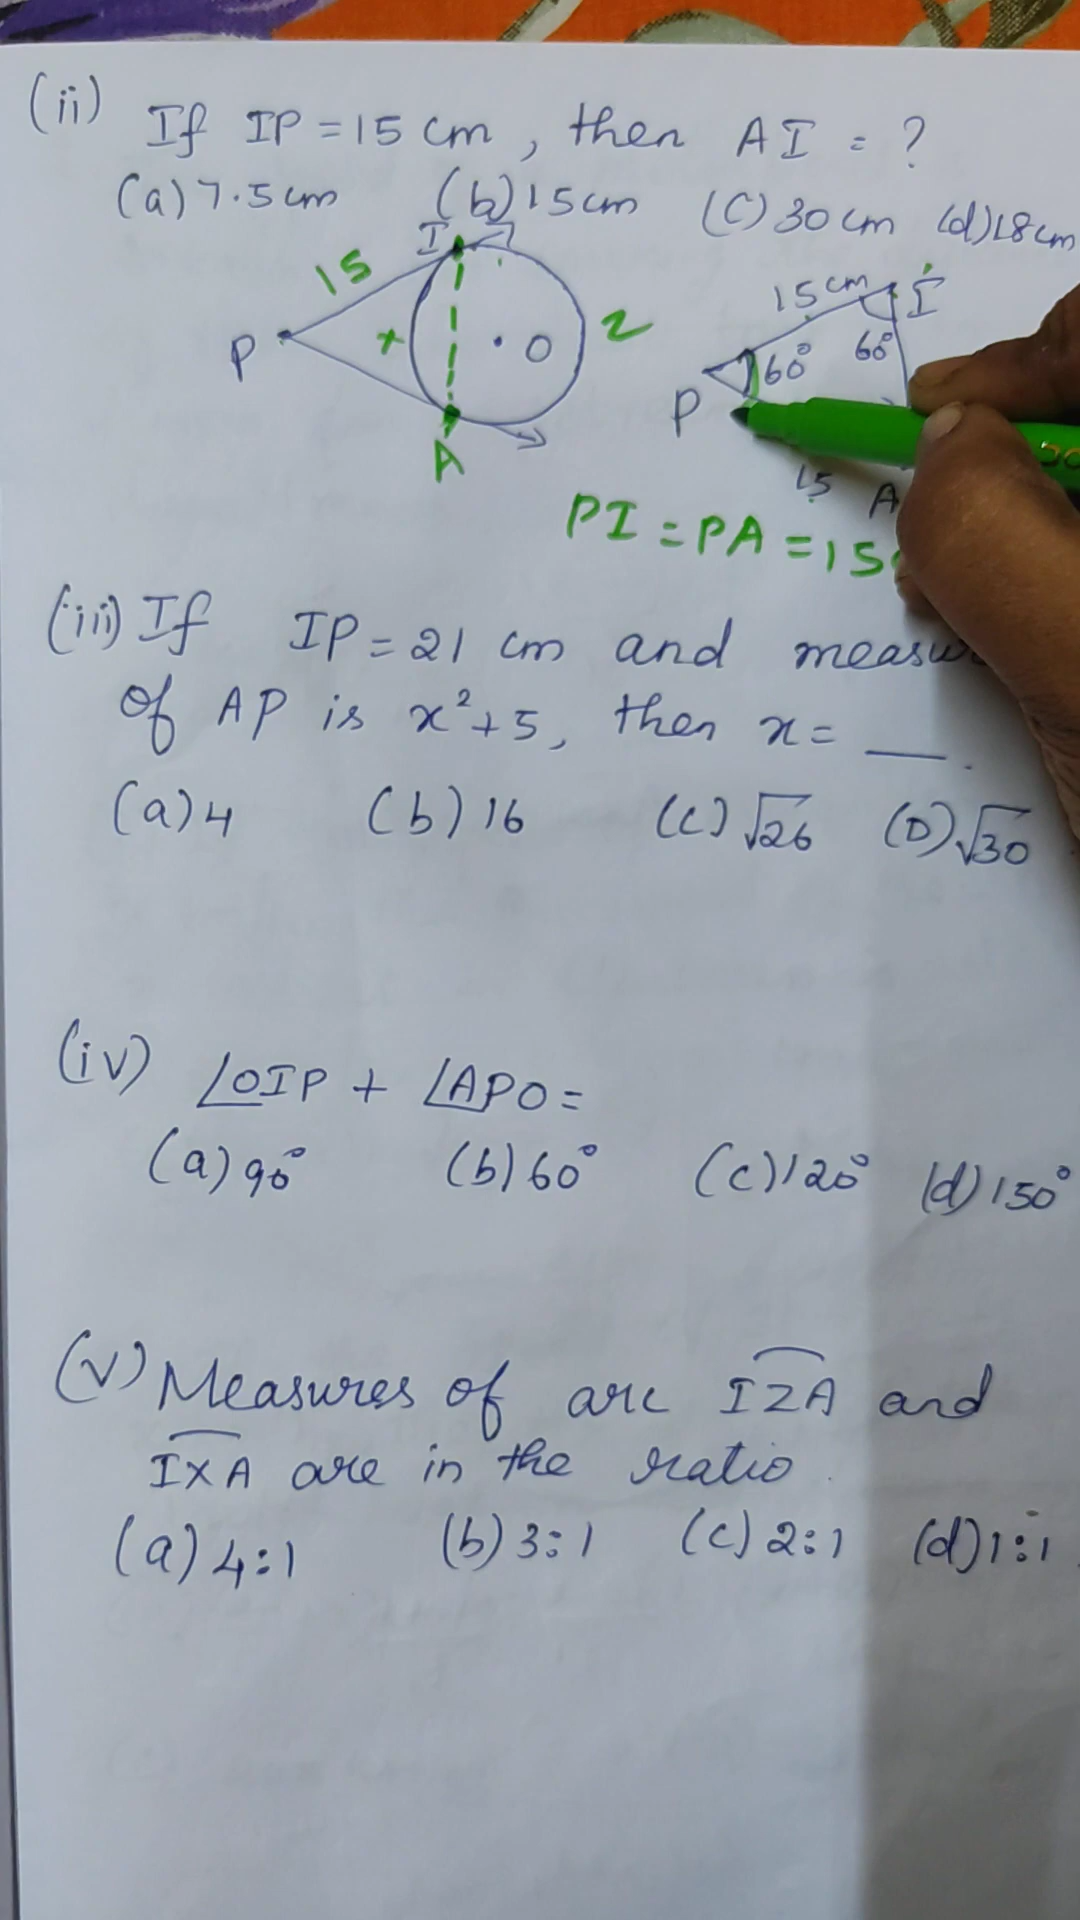 (ii)
If IP = 15 cm, then AI = ?
(a) 7.5 cm (b) 15 cm (C) 30 cm (d) 18 cm
I
15
P
x
O
2
A
15 cm I
60° 60°
P
15 A
PI = PA = 15
(iii) If IP = 21 cm and
of AP is x²+5, then x = __.
(a) 4 (b) 16 (C) √26 (D) √30
(iv) ∠OIP + ∠APO =
(a) 90° (b) 60° (c) 120° (d) 150°
(v) Measures of arc IZA and
IXA are in the ratio.
(a) 4:1 (b) 3:1 (c) 2:1 (d) 1:1